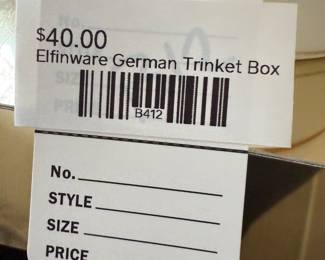 $40.00
Elfinware German Trinket Box
B412
No.
STYLE
SIZE
PRICE